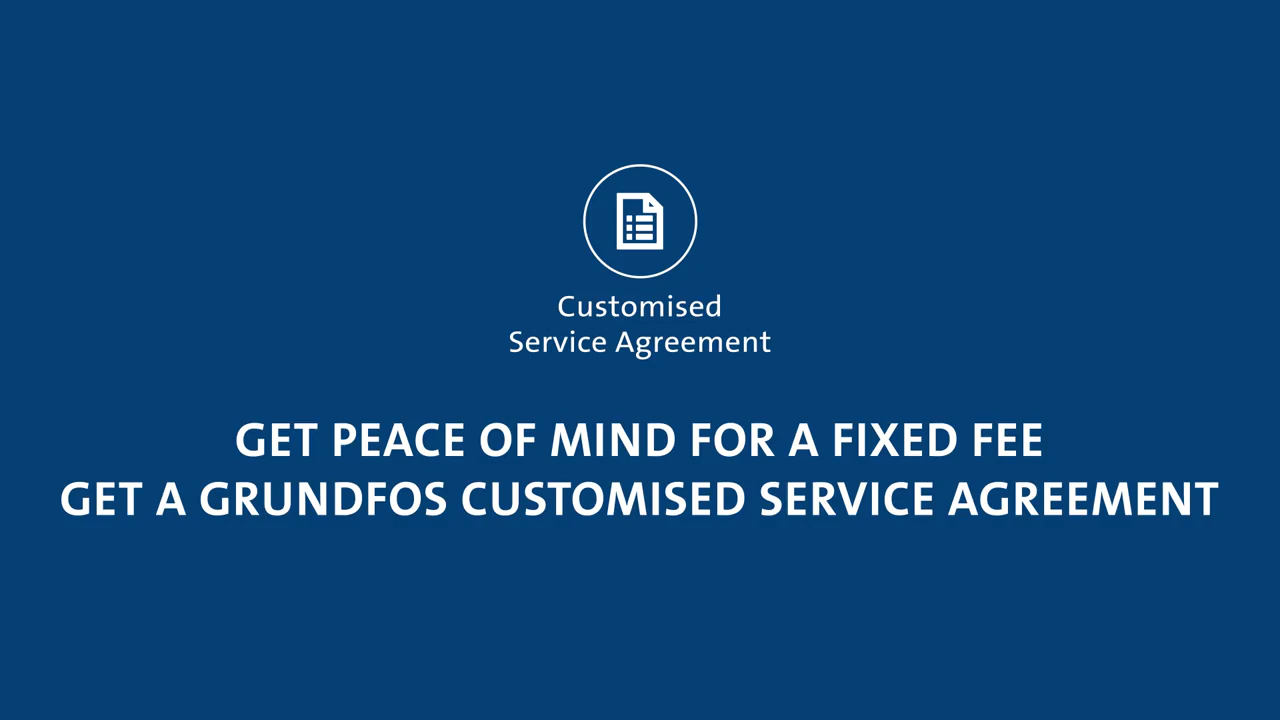 Customised
Service Agreement
GET PEACE OF MIND FOR A FIXED FEE
GET A GRUNDFOS CUSTOMISED SERVICE AGREEMENT